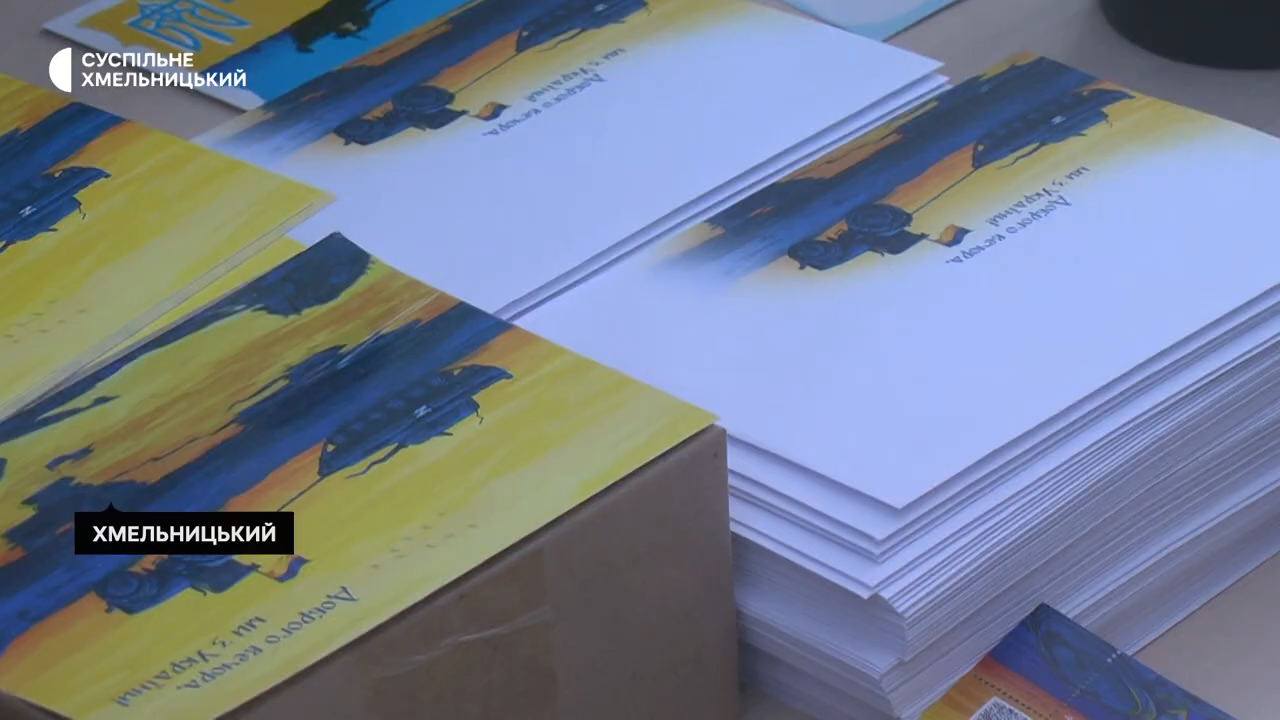 СУСПІЛЬНЕ
ХМЕЛЬНИЦЬКИЙ
Доброго вечора,
ми з України!
Доброго вечора,
ми з України!
ХМЕЛЬНИЦЬКИЙ
Доброго вечора,
ми з України!